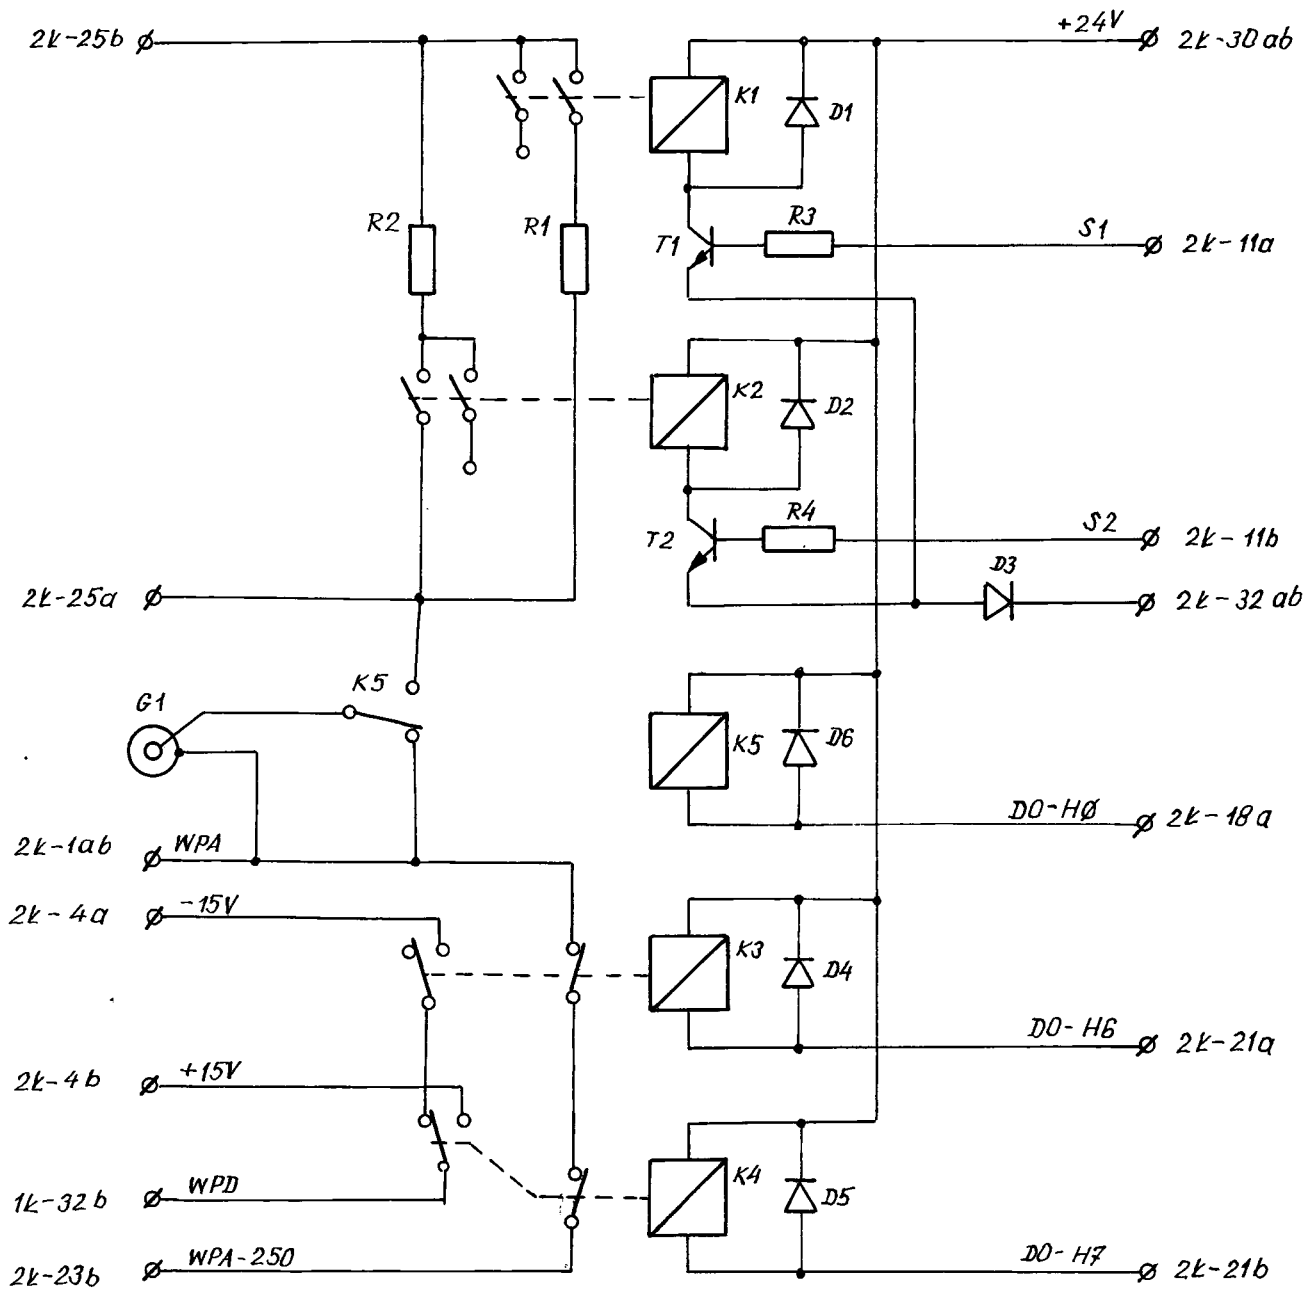 2k-25b
+24V
2k-30ab
K1
D1
R2
R1
R3
T1
S1
2k-11a
K2
D2
R4
T2
S2
2k-11b
D3
2k-25a
2k-32ab
K5
G1
K5
D6
DO-HØ
2k-18a
2k-1ab
WPA
2k-4a
-15V
K3
D4
DO-H6
2k-21a
2k-4b
+15V
1k-32b
WPD
K4
D5
2k-23b
WPA-250
DO-H7
2k-21b